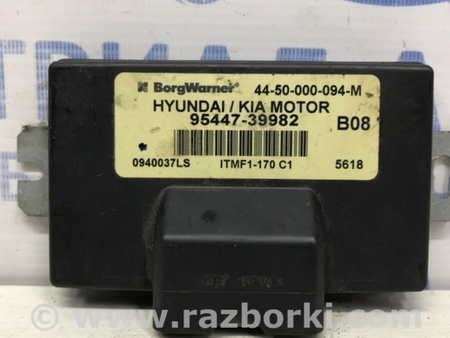 BorgWarner 44-50-000-094-M
HYUNDAI / KIA MOTOR
95447-39982 B08
0940037LS ITMF1-170 C1 5618
www.razborki.com